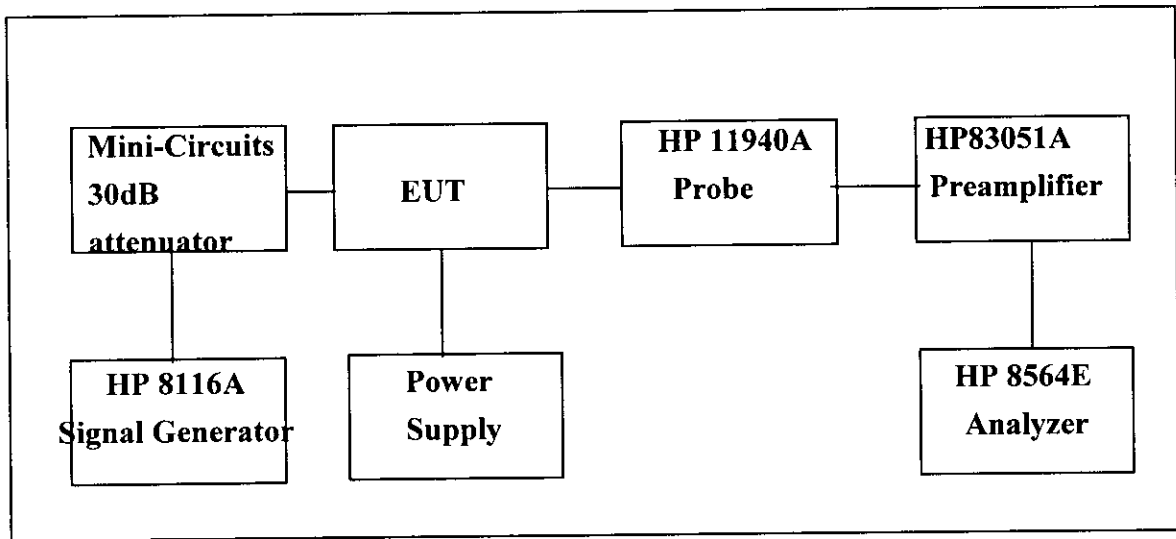 Mini-Circuits
30dB
attenuator
EUT
HP 11940A
Probe
HP83051A
Preamplifier
HP 8116A
Signal Generator
Power
Supply
HP 8564E
Analyzer